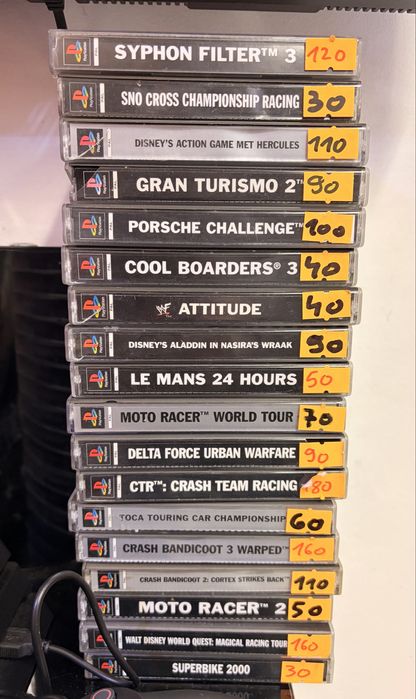 SYPHON FILTER™ 3 120
SNO CROSS CHAMPIONSHIP RACING 30
DISNEY'S ACTION GAME MET HERCULES 110
GRAN TURISMO 2™ 90
PORSCHE CHALLENGE™ 100
COOL BOARDERS® 3 40
ATTITUDE 40
DISNEY'S ALADDIN IN NASIRA'S WRAAK 90
LE MANS 24 HOURS 50
MOTO RACER™ WORLD TOUR 70
DELTA FORCE URBAN WARFARE 90
CTR™: CRASH TEAM RACING 80
TOCA TOURING CAR CHAMPIONSHIP 60
CRASH BANDICOOT 3 WARPED™ 160
CRASH BANDICOOT 2: CORTEX STRIKES BACK™ 110
MOTO RACER™ 2 50
WALT DISNEY WORLD QUEST: MAGICAL RACING TOUR 160
SUPERBIKE 2000 30